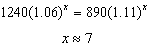 1240(1.06)ˣ = 890(1.11)ˣ
x ≈ 7